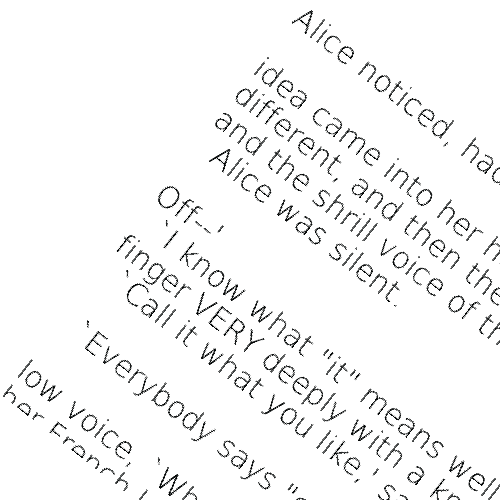 Alice noticed, had
idea came into her h
different, and then the
and the shrill voice of th
Alice was silent.
Off--'
`I know what "it" means well
finger VERY deeply with a kn
`Call it what you like,' s
`Everybody says "
low voice, `Wh
her French l